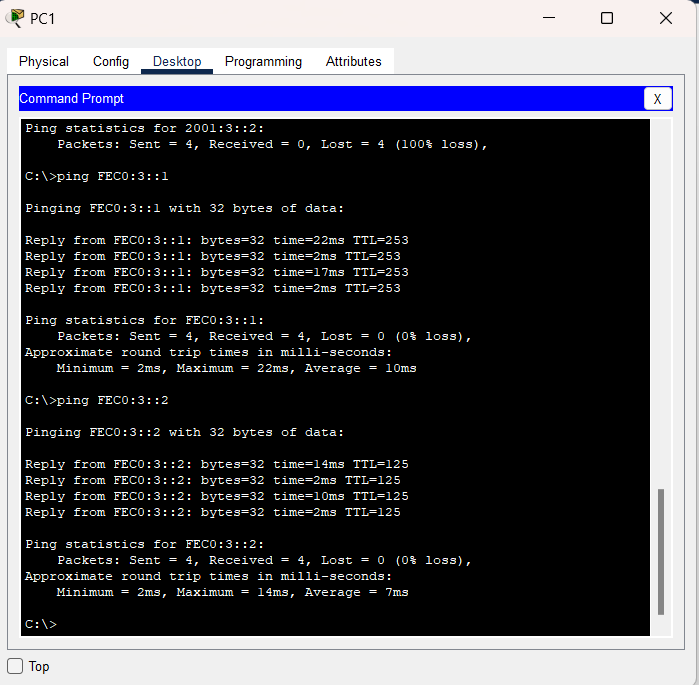 PC1
Physical Config Desktop Programming Attributes
Command Prompt X
Ping statistics for 2001:3::2:
    Packets: Sent = 4, Received = 0, Lost = 4 (100% loss),
C:\>ping FEC0:3::1
Pinging FEC0:3::1 with 32 bytes of data:
Reply from FEC0:3::1: bytes=32 time=22ms TTL=253
Reply from FEC0:3::1: bytes=32 time=2ms TTL=253
Reply from FEC0:3::1: bytes=32 time=17ms TTL=253
Reply from FEC0:3::1: bytes=32 time=2ms TTL=253
Ping statistics for FEC0:3::1:
    Packets: Sent = 4, Received = 4, Lost = 0 (0% loss),
Approximate round trip times in milli-seconds:
    Minimum = 2ms, Maximum = 22ms, Average = 10ms
C:\>ping FEC0:3::2
Pinging FEC0:3::2 with 32 bytes of data:
Reply from FEC0:3::2: bytes=32 time=14ms TTL=125
Reply from FEC0:3::2: bytes=32 time=2ms TTL=125
Reply from FEC0:3::2: bytes=32 time=10ms TTL=125
Reply from FEC0:3::2: bytes=32 time=2ms TTL=125
Ping statistics for FEC0:3::2:
    Packets: Sent = 4, Received = 4, Lost = 0 (0% loss),
Approximate round trip times in milli-seconds:
    Minimum = 2ms, Maximum = 14ms, Average = 7ms
C:\>
Top